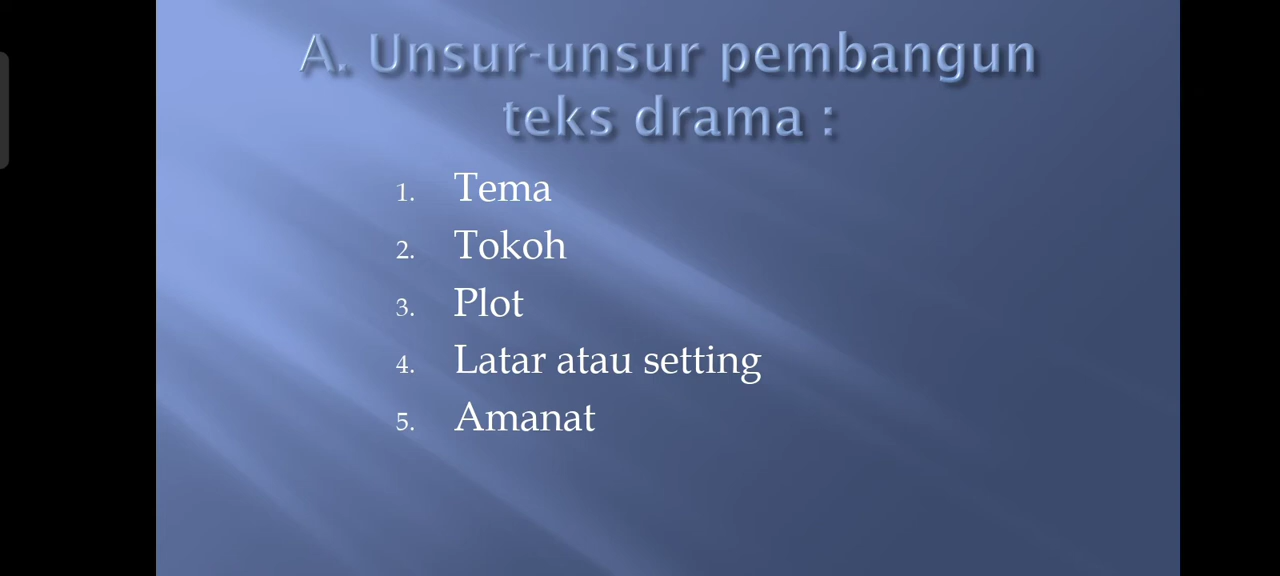 A. Unsur-unsur pembangun
teks drama :
1. Tema
2. Tokoh
3. Plot
4. Latar atau setting
5. Amanat